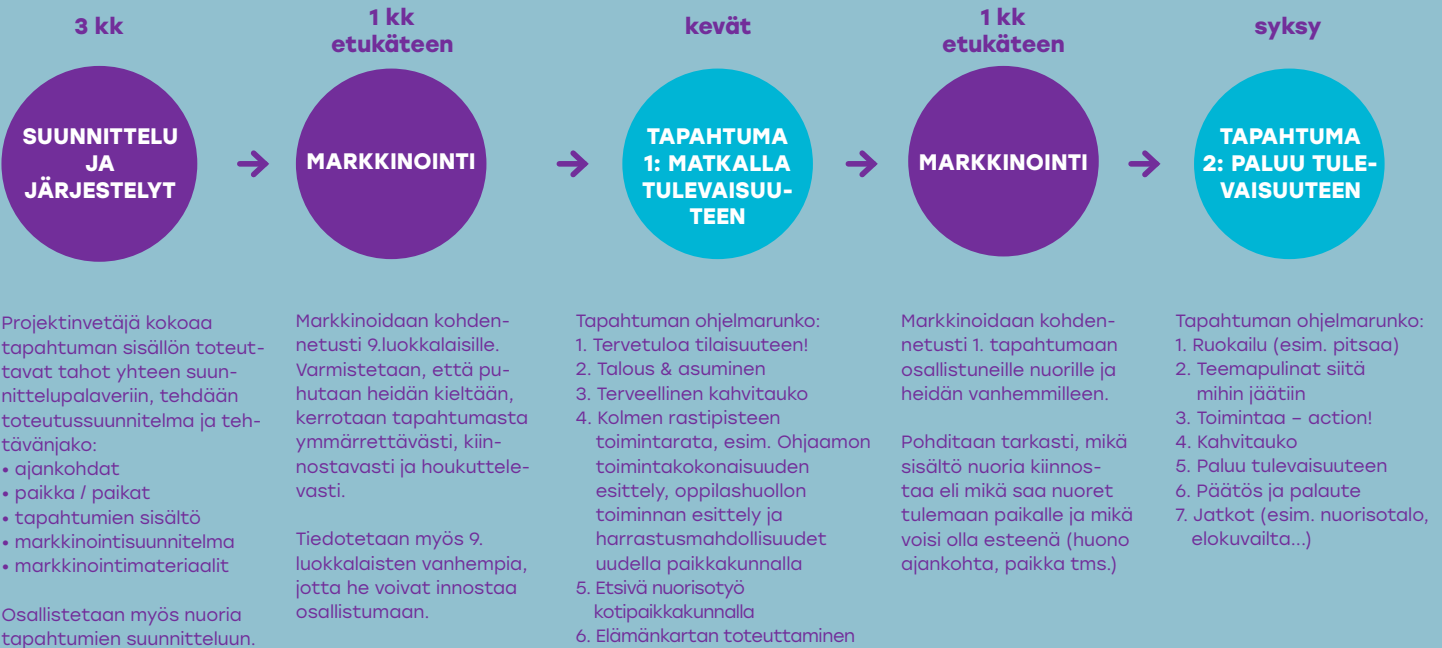 3 kk
SUUNNITTELU
JA
JÄRJESTELYT
Projektinvetäjä kokoaa
tapahtuman sisällön toteut-
tavat tahot yhteen suun-
nittelupalaveriin, tehdään
toteutussuunnitelma ja teh-
tävänjako:
• ajankohdat
• paikka / paikat
• tapahtumien sisältö
• markkinointisuunnitelma
• markkinointimateriaalit
Osallistetaan myös nuoria
tapahtumien suunnitteluun.
1 kk
etukäteen
MARKKINOINTI
Markkinoidaan kohden-
netusti 9.luokkalaisille.
Varmistetaan, että pu-
hutaan heidän kieltään,
kerrotaan tapahtumasta
ymmärrettävästi, kiin-
nostavasti ja houkuttele-
vasti.
Tiedotetaan myös 9.
luokkalaisten vanhempia,
jotta he voivat innostaa
osallistumaan.
kevät
TAPAHTUMA
1: MATKALLA
TULEVAISUU-
TEEN
Tapahtuman ohjelmarunko:
1. Tervetuloa tilaisuuteen!
2. Talous & asuminen
3. Terveellinen kahvitauko
4. Kolmen rastipisteen
toimintarata, esim. Ohjaamon
toimintakokonaisuuden
esittely, oppilashuollon
toiminnan esittely ja
harrastusmahdollisuudet
uudella paikkakunnalla
5. Etsivä nuorisotyö
kotipaikkakunnalla
6. Elämänkartan toteuttaminen
1 kk
etukäteen
MARKKINOINTI
Markkinoidaan kohden-
netusti 1. tapahtumaan
osallistuneille nuorille ja
heidän vanhemmilleen.
Pohditaan tarkasti, mikä
sisältö nuoria kiinnos-
taa eli mikä saa nuoret
tulemaan paikalle ja mikä
voisi olla esteenä (huono
ajankohta, paikka tms.)
syksy
TAPAHTUMA
2: PALUU TULE-
VAISUUTEEN
Tapahtuman ohjelmarunko:
1. Ruokailu (esim. pitsaa)
2. Teemapulinat siitä
mihin jäätiin
3. Toimintaa – action!
4. Kahvitauko
5. Paluu tulevaisuuteen
6. Päätös ja palaute
7. Jatkot (esim. nuorisotalo,
elokuvailta...)